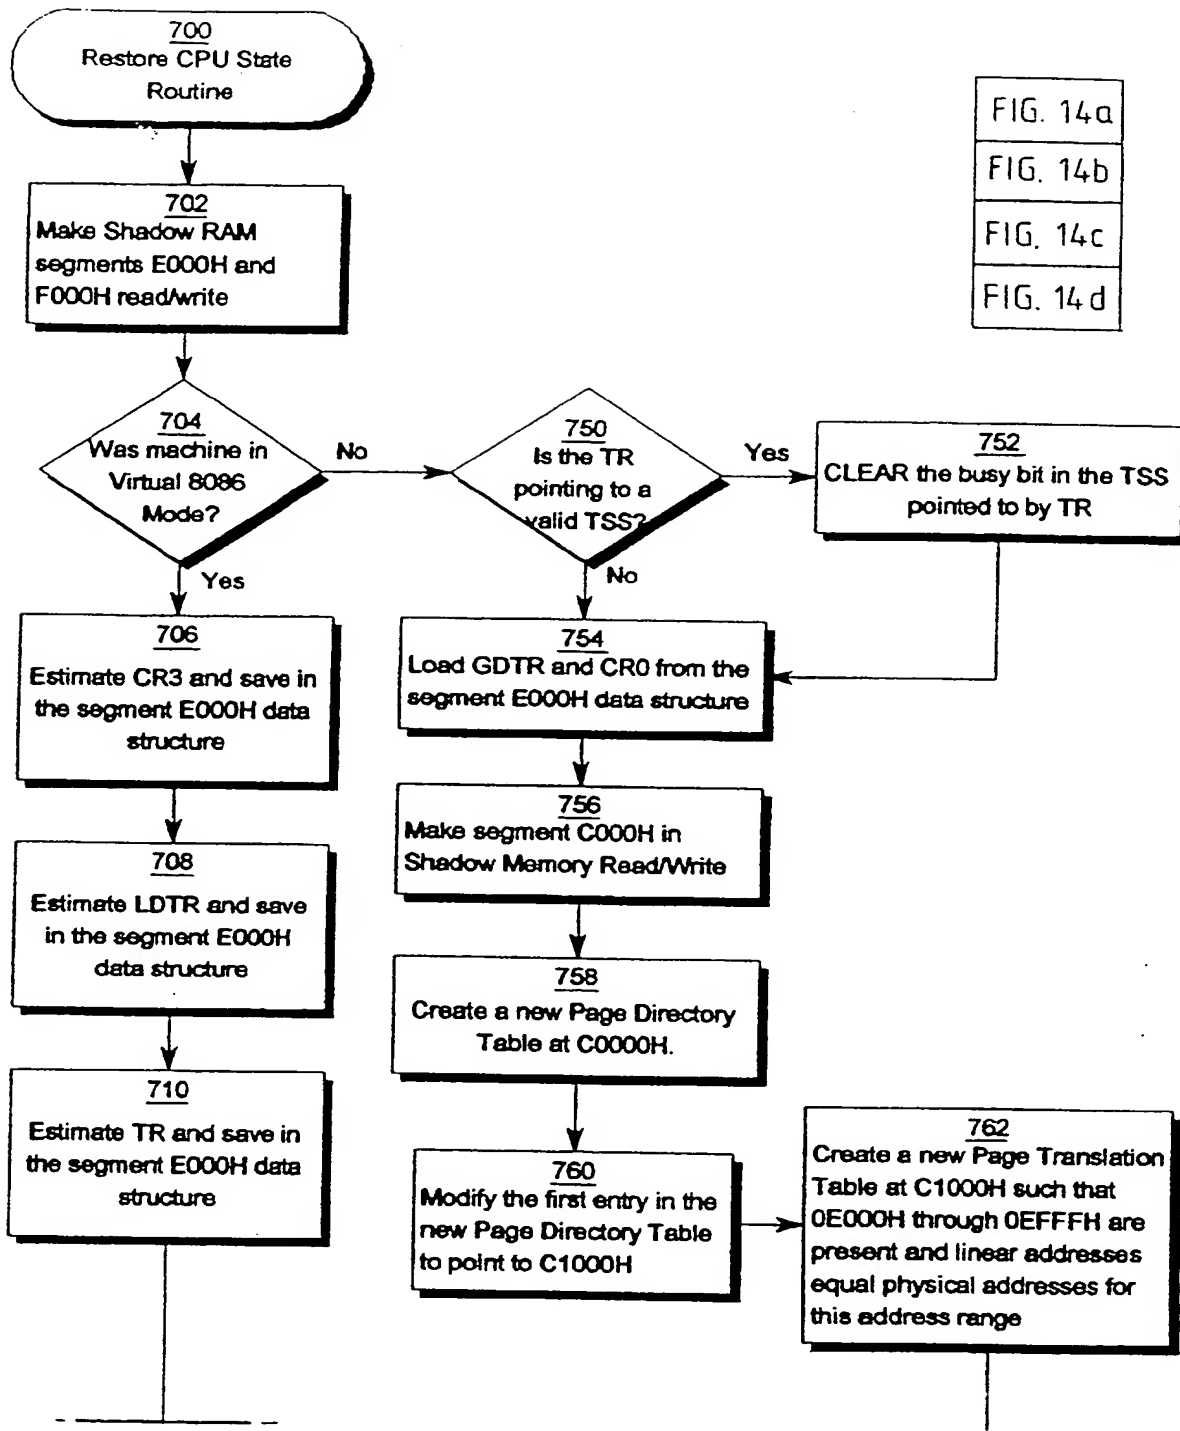 700
Restore CPU State
Routine
FIG. 14a
FIG. 14b
FIG. 14c
FIG. 14d
702
Make Shadow RAM
segments E000H and
F000H read/write
704
Was machine in
Virtual 8086
Mode?
No
Yes
750
Is the TR
pointing to a
valid TSS?
Yes
No
752
CLEAR the busy bit in the TSS
pointed to by TR
706
Estimate CR3 and save in
the segment E000H data
structure
754
Load GDTR and CR0 from the
segment E000H data structure
756
Make segment C000H in
Shadow Memory Read/Write
708
Estimate LDTR and save
in the segment E000H
data structure
758
Create a new Page Directory
Table at C0000H.
710
Estimate TR and save in
the segment E000H data
structure
760
Modify the first entry in the
new Page Directory Table
to point to C1000H
762
Create a new Page Translation
Table at C1000H such that
0E000H through 0EFFFH are
present and linear addresses
equal physical addresses for
this address range